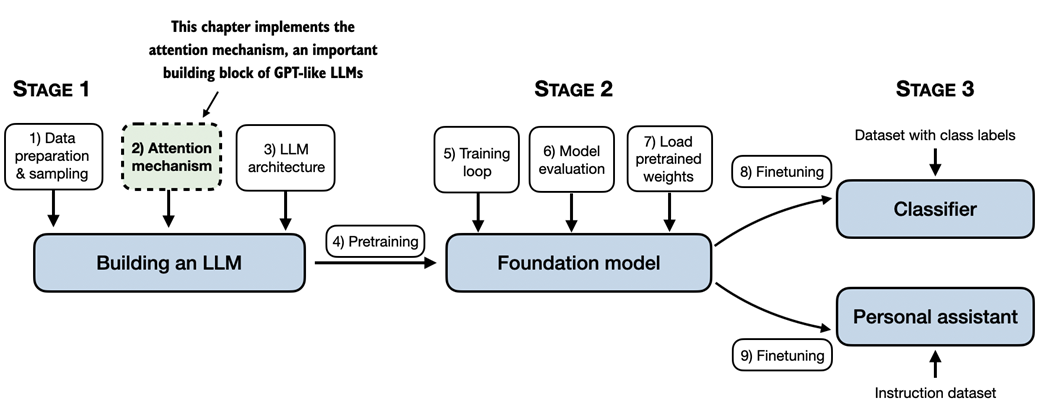 This chapter implements the
attention mechanism, an important
building block of GPT-like LLMs
STAGE 1
STAGE 2
STAGE 3
1) Data
preparation
& sampling
2) Attention
mechanism
3) LLM
architecture
5) Training
loop
6) Model
evaluation
7) Load
pretrained
weights
Dataset with class labels
8) Finetuning
Classifier
4) Pretraining
Building an LLM
Foundation model
Personal assistant
9) Finetuning
Instruction dataset